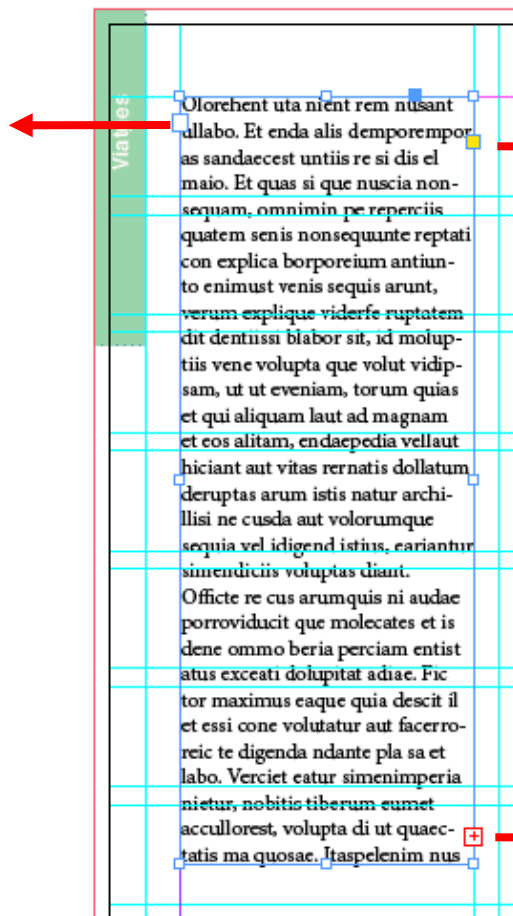 Viatges
Olorehent uta nient rem nusant
ullabo. Et enda alis demporempor
as sandaecest untiis re si dis el
maio. Et quas si que nuscia non-
sequam, omnimin pe reperciis
quatem senis nonsequunte reptati
con explica borporeium antiun-
to enimust venis sequis arunt,
verum explique viderfe ruptatem
dit dentiissi blabor sit, id molup-
tiis vene volupta que volut vidip-
sam, ut ut eveniam, torum quias
et qui aliquam laut ad magnam
et eos alitam, endaepedia vellaut
hiciant aut vitas rernatis dollatum
deruptas arum istis natur archi-
llisi ne cusda aut volorumque
sequia vel idigend istius, eariantur
simendiciis voluptas diant.
Officte re cus arumquis ni audae
porroviducit que molecates et is
dene ommo beria perciam entist
atus exceati dolupitat adiae. Fic
tor maximus eaque quia descit il
et essi cone volutatur aut facerro-
reic te digenda ndante pla sa et
labo. Verciet eatur simenimperia
nietur, nobitis tiberum eumet
accullorest, volupta di ut quaec-
tatis ma quosae. Itaspelenim nus